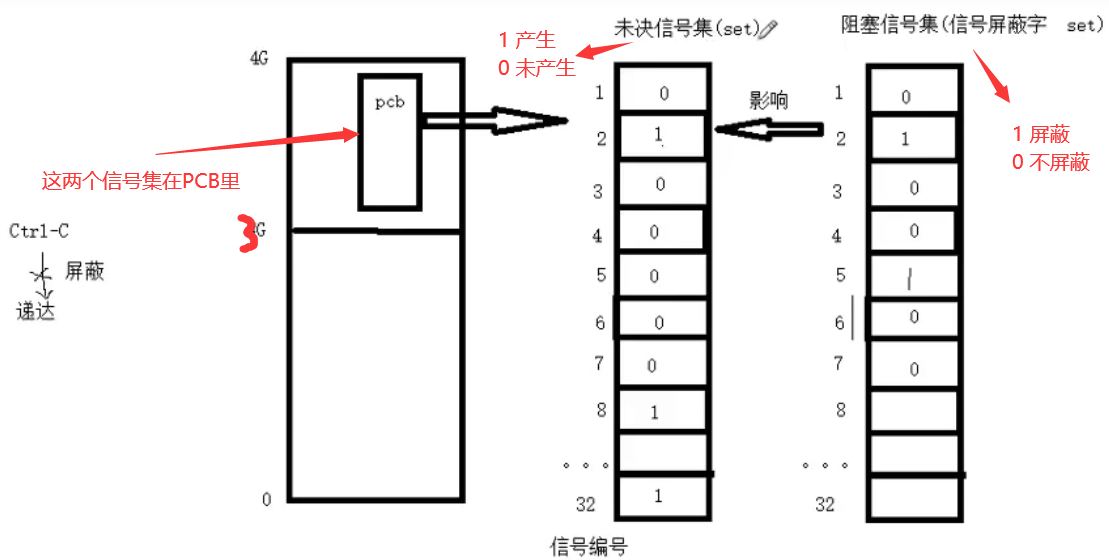 未决信号集(set)
阻塞信号集(信号屏蔽字 set)
1 产生
0 未产生
4G
pcb
影响
1 屏蔽
0 不屏蔽
这两个信号集在PCB里
3G
Ctrl-C
屏蔽
递达
0
1 0
2 1
3 0
4 0
5 0
6 0
7 0
8 1
。。。
32 1
信号编号
1 0
2 1
3 0
4 0
5 1
6 0
7 0
8
。。。
32